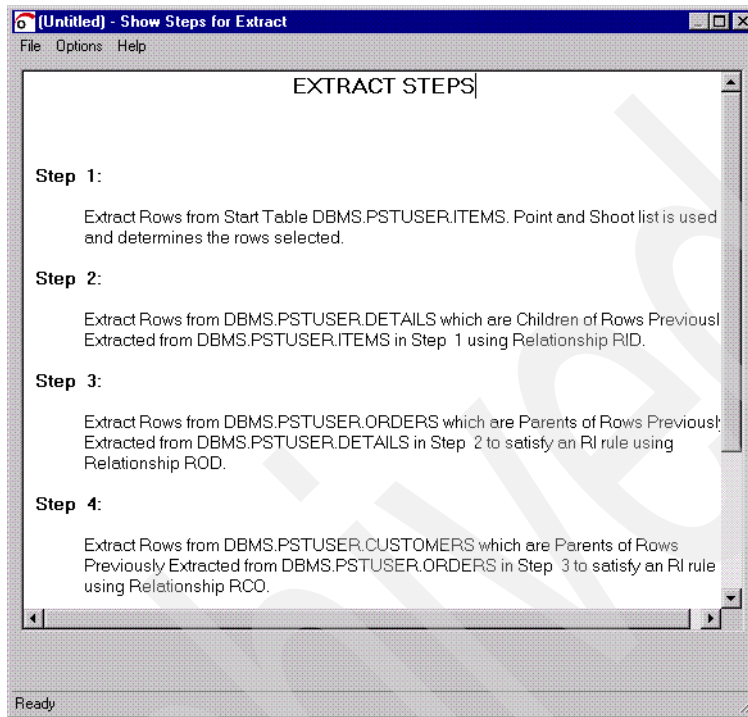 (Untitled) - Show Steps for Extract
File Options Help
EXTRACT STEPS
Step 1:
Extract Rows from Start Table DBMS.PSTUSER.ITEMS. Point and Shoot list is used
and determines the rows selected.
Step 2:
Extract Rows from DBMS.PSTUSER.DETAILS which are Children of Rows Previousl
Extracted from DBMS.PSTUSER.ITEMS in Step 1 using Relationship RID.
Step 3:
Extract Rows from DBMS.PSTUSER.ORDERS which are Parents of Rows Previousl
Extracted from DBMS.PSTUSER.DETAILS in Step 2 to satisfy an RI rule using
Relationship ROD.
Step 4:
Extract Rows from DBMS.PSTUSER.CUSTOMERS which are Parents of Rows
Previously Extracted from DBMS.PSTUSER.ORDERS in Step 3 to satisfy an RI rule
using Relationship RCO.
Ready